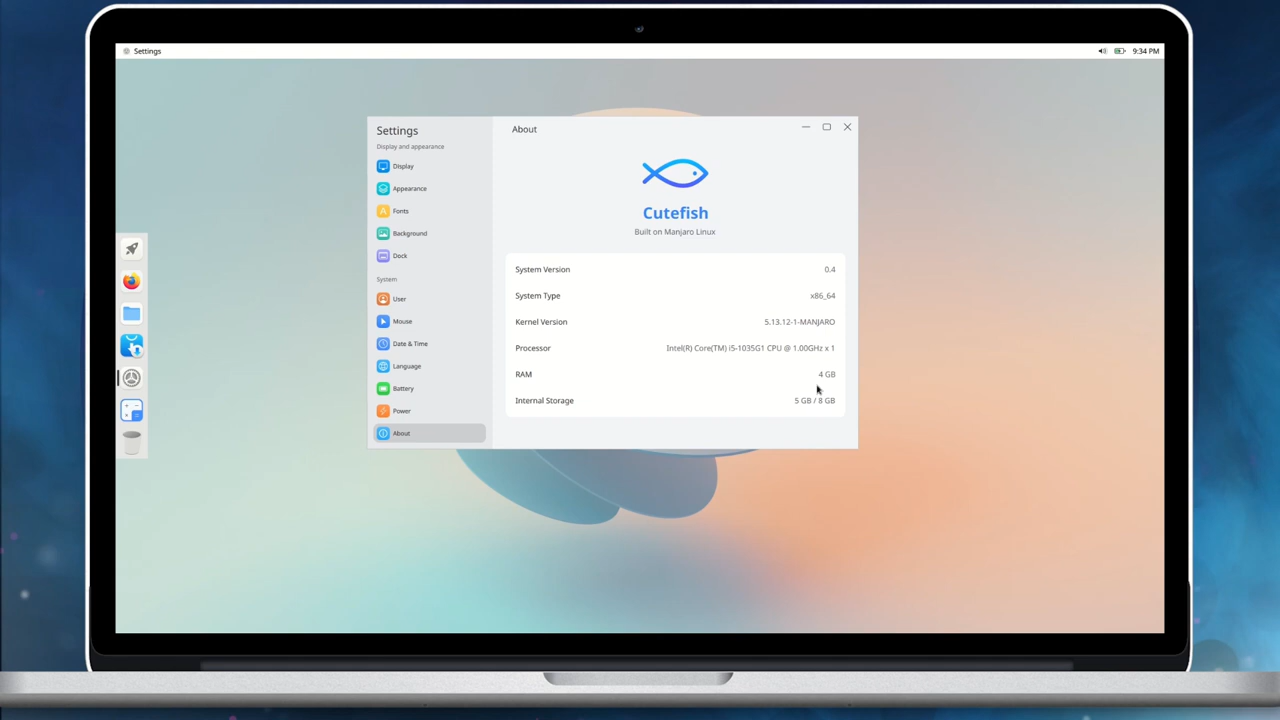 Settings
9:34 PM
Settings
Display and appearance
Display
Appearance
Fonts
Background
Dock
System
User
Mouse
Date & Time
Language
Battery
Power
About
About
Cutefish
Built on Manjaro Linux
System Version 0.4
System Type x86_64
Kernel Version 5.13.12-1-MANJARO
Processor Intel(R) Core(TM) i5-1035G1 CPU @ 1.00GHz x 1
RAM 4 GB
Internal Storage 5 GB / 8 GB